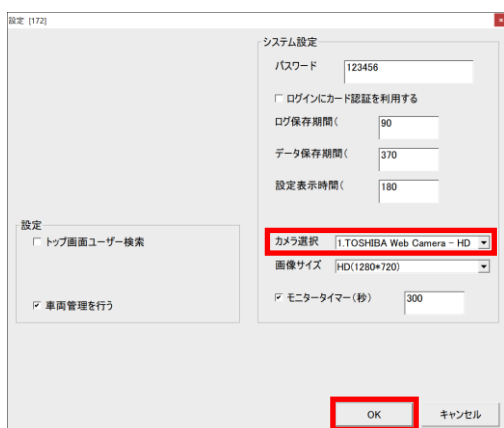 設定 [172]
システム設定
パスワード 123456
ログインにカード認証を利用する
ログ保存期間( 90
データ保存期間( 370
設定表示時間( 180
設定
トップ画面ユーザー検索
カメラ選択 1.TOSHIBA Web Camera - HD
画像サイズ HD(1280*720)
車両管理を行う
モニタータイマー(秒) 300
OK キャンセル